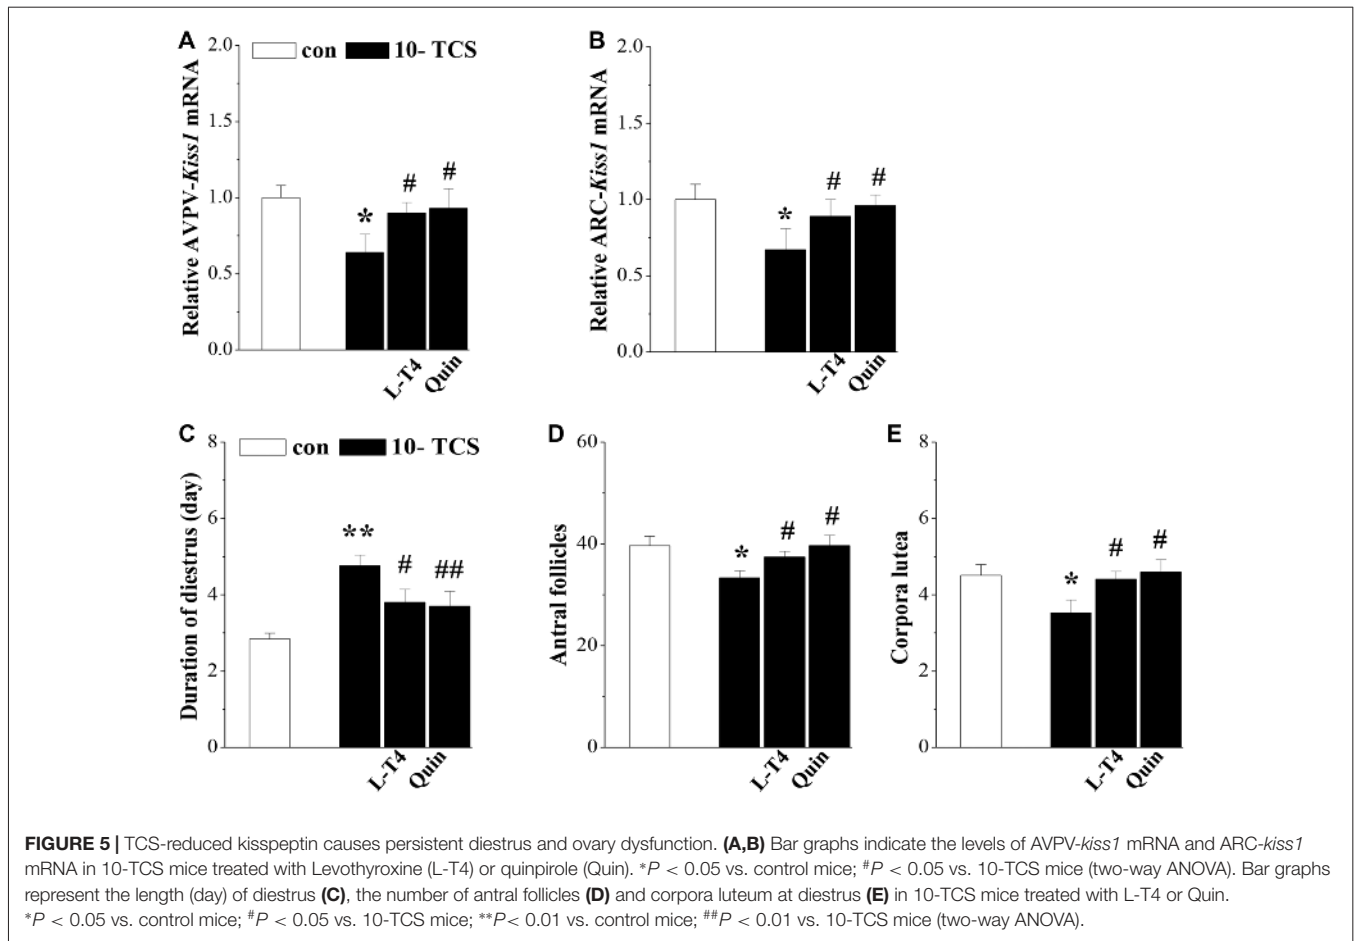 A
con 10- TCS
Relative AVPV-Kiss1 mRNA
2.0
1.5
1.0
0.5
0.0
* # #
L-T4 Quin
B
Relative ARC-Kiss1 mRNA
2.0
1.5
1.0
0.5
0.0
* # #
L-T4 Quin
C
con 10- TCS
Duration of diestrus (day)
8
6
4
2
0
** # ##
L-T4 Quin
D
Antral follicles
60
40
20
0
* # #
L-T4 Quin
E
Corpora lutea
8
6
4
2
0
* # #
L-T4 Quin
FIGURE 5 | TCS-reduced kisspeptin causes persistent diestrus and ovary dysfunction. (A,B) Bar graphs indicate the levels of AVPV-kiss1 mRNA and ARC-kiss1
mRNA in 10-TCS mice treated with Levothyroxine (L-T4) or quinpirole (Quin). *P < 0.05 vs. control mice; #P < 0.05 vs. 10-TCS mice (two-way ANOVA). Bar graphs
represent the length (day) of diestrus (C), the number of antral follicles (D) and corpora luteum at diestrus (E) in 10-TCS mice treated with L-T4 or Quin.
*P < 0.05 vs. control mice; #P < 0.05 vs. 10-TCS mice; **P< 0.01 vs. control mice; ##P < 0.01 vs. 10-TCS mice (two-way ANOVA).